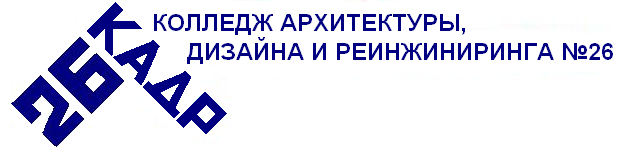 26 КАДР
КОЛЛЕДЖ АРХИТЕКТУРЫ,
ДИЗАЙНА И РЕИНЖИНИРИНГА №26